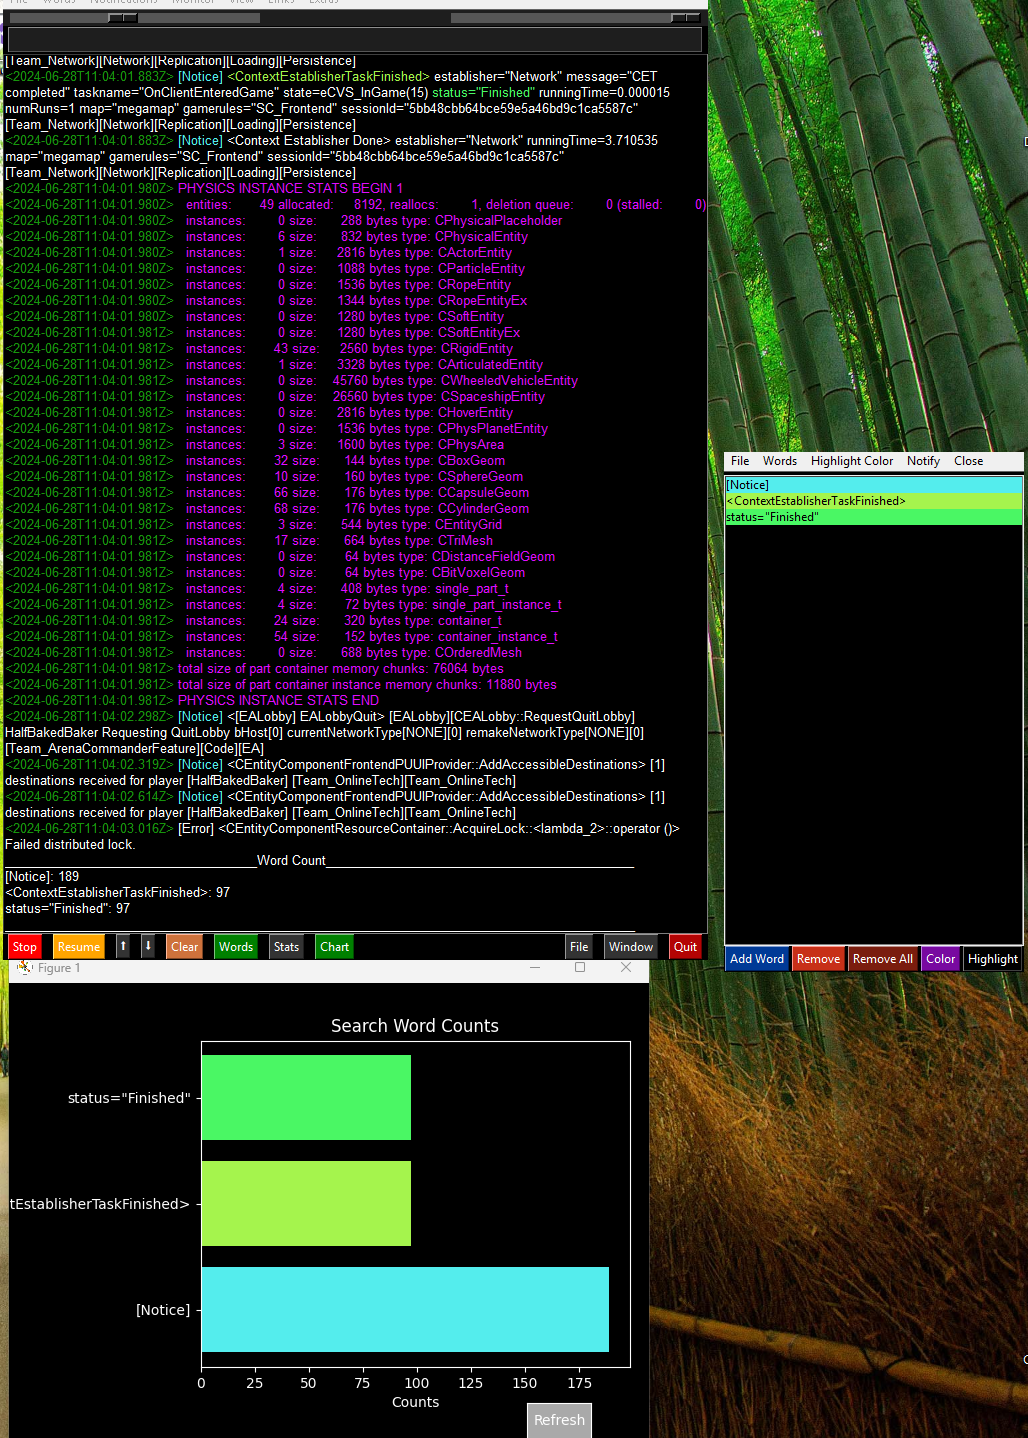 File Words Notifications Monitor View Links Extras
[Team_Network][Network][Replication][Loading][Persistence]
<2024-06-28T11:04:01.883Z> [Notice] <ContextEstablisherTaskFinished> establisher="Network" message="CET
completed" taskname="OnClientEnteredGame" state=eCVS_InGame(15) status="Finished" runningTime=0.000015
numRuns=1 map="megamap" gamerules="SC_Frontend" sessionId="5bb48cbb64bce59e5a46bd9c1ca5587c"
[Team_Network][Network][Replication][Loading][Persistence]
<2024-06-28T11:04:01.883Z> [Notice] <Context Establisher Done> establisher="Network" runningTime=3.710535
map="megamap" gamerules="SC_Frontend" sessionId="5bb48cbb64bce59e5a46bd9c1ca5587c"
[Team_Network][Network][Replication][Loading][Persistence]
<2024-06-28T11:04:01.980Z> PHYSICS INSTANCE STATS BEGIN 1
<2024-06-28T11:04:01.980Z> entities: 49 allocated: 8192, reallocs: 1, deletion queue: 0 (stalled: 0)
<2024-06-28T11:04:01.980Z> instances: 0 size: 288 bytes type: CPhysicalPlaceholder
<2024-06-28T11:04:01.980Z> instances: 6 size: 832 bytes type: CPhysicalEntity
<2024-06-28T11:04:01.980Z> instances: 1 size: 2816 bytes type: CActorEntity
<2024-06-28T11:04:01.980Z> instances: 0 size: 1088 bytes type: CParticleEntity
<2024-06-28T11:04:01.980Z> instances: 0 size: 1536 bytes type: CRopeEntity
<2024-06-28T11:04:01.980Z> instances: 0 size: 1344 bytes type: CRopeEntityEx
<2024-06-28T11:04:01.980Z> instances: 0 size: 1280 bytes type: CSoftEntity
<2024-06-28T11:04:01.981Z> instances: 0 size: 1280 bytes type: CSoftEntityEx
<2024-06-28T11:04:01.981Z> instances: 43 size: 2560 bytes type: CRigidEntity
<2024-06-28T11:04:01.981Z> instances: 1 size: 3328 bytes type: CArticulatedEntity
<2024-06-28T11:04:01.981Z> instances: 0 size: 45760 bytes type: CWheeledVehicleEntity
<2024-06-28T11:04:01.981Z> instances: 0 size: 26560 bytes type: CSpaceshipEntity
<2024-06-28T11:04:01.981Z> instances: 0 size: 2816 bytes type: CHoverEntity
<2024-06-28T11:04:01.981Z> instances: 0 size: 1536 bytes type: CPhysPlanetEntity
<2024-06-28T11:04:01.981Z> instances: 3 size: 1600 bytes type: CPhysArea
<2024-06-28T11:04:01.981Z> instances: 32 size: 144 bytes type: CBoxGeom
<2024-06-28T11:04:01.981Z> instances: 10 size: 160 bytes type: CSphereGeom
<2024-06-28T11:04:01.981Z> instances: 66 size: 176 bytes type: CCapsuleGeom
<2024-06-28T11:04:01.981Z> instances: 68 size: 176 bytes type: CCylinderGeom
<2024-06-28T11:04:01.981Z> instances: 3 size: 544 bytes type: CEntityGrid
<2024-06-28T11:04:01.981Z> instances: 17 size: 664 bytes type: CTriMesh
<2024-06-28T11:04:01.981Z> instances: 0 size: 64 bytes type: CDistanceFieldGeom
<2024-06-28T11:04:01.981Z> instances: 0 size: 64 bytes type: CBitVoxelGeom
<2024-06-28T11:04:01.981Z> instances: 4 size: 408 bytes type: single_part_t
<2024-06-28T11:04:01.981Z> instances: 4 size: 72 bytes type: single_part_instance_t
<2024-06-28T11:04:01.981Z> instances: 24 size: 320 bytes type: container_t
<2024-06-28T11:04:01.981Z> instances: 54 size: 152 bytes type: container_instance_t
<2024-06-28T11:04:01.981Z> instances: 0 size: 688 bytes type: COrderedMesh
<2024-06-28T11:04:01.981Z> total size of part container memory chunks: 76064 bytes
<2024-06-28T11:04:01.981Z> total size of part container instance memory chunks: 11880 bytes
<2024-06-28T11:04:01.981Z> PHYSICS INSTANCE STATS END
<2024-06-28T11:04:02.298Z> [Notice] <[EALobby] EALobbyQuit> [EALobby][CEALobby::RequestQuitLobby]
HalfBakedBaker Requesting QuitLobby bHost[0] currentNetworkType[NONE][0] remakeNetworkType[NONE][0]
[Team_ArenaCommanderFeature][Code][EA]
<2024-06-28T11:04:02.319Z> [Notice] <CEntityComponentFrontendPUUIProvider::AddAccessibleDestinations> [1]
destinations received for player [HalfBakedBaker] [Team_OnlineTech][Team_OnlineTech]
<2024-06-28T11:04:02.614Z> [Notice] <CEntityComponentFrontendPUUIProvider::AddAccessibleDestinations> [1]
destinations received for player [HalfBakedBaker] [Team_OnlineTech][Team_OnlineTech]
<2024-06-28T11:04:03.016Z> [Error] <CEntityComponentResourceContainer::AcquireLock::<lambda_2>::operator ()>
Failed distributed lock.
Word Count
[Notice]: 189
<ContextEstablisherTaskFinished>: 97
status="Finished": 97
Stop Resume ↑ ↓ Clear Words Stats Chart File Window Quit
File Words Highlight Color Notify Close
[Notice]
<ContextEstablisherTaskFinished>
status="Finished"
Add Word Remove Remove All Color Highlight
Figure 1
Search Word Counts
status="Finished"
tEstablisherTaskFinished>
[Notice]
0 25 50 75 100 125 150 175
Counts
Refresh